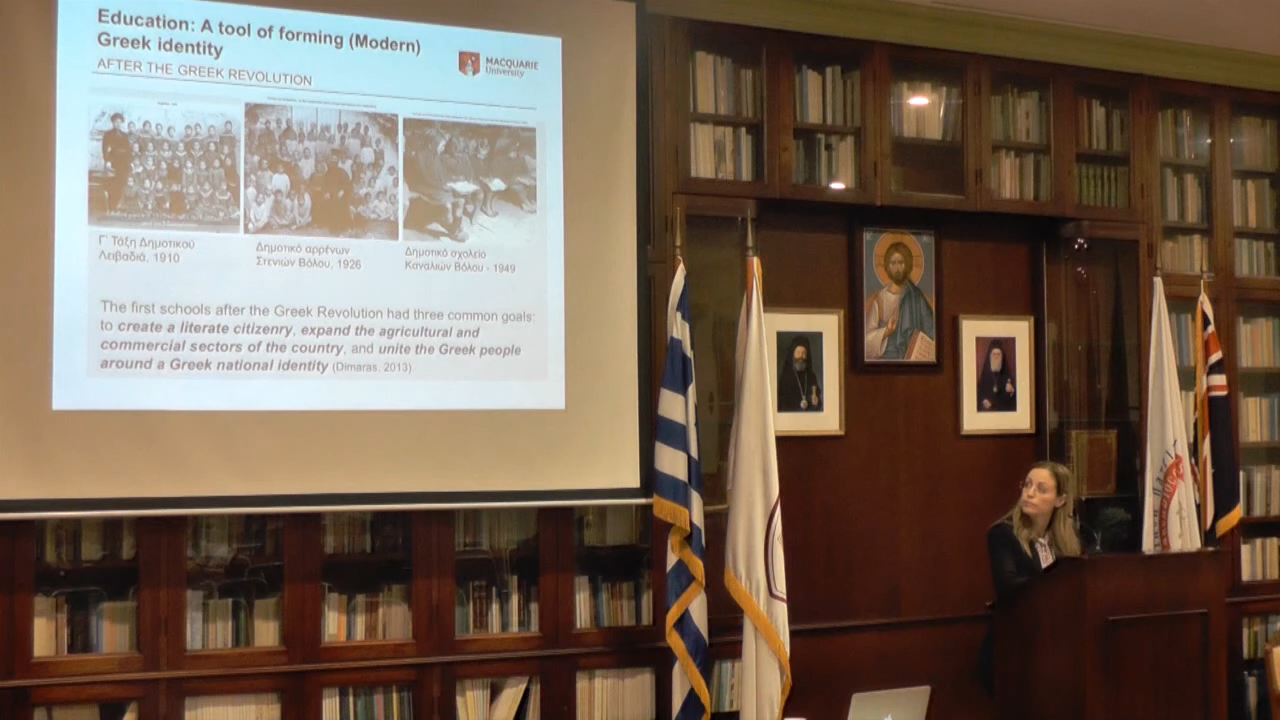 Education: A tool of forming (Modern)
Greek identity
AFTER THE GREEK REVOLUTION
MACQUARIE
University
Γ΄ Τάξη Δημοτικού
Λειβαδιά, 1910
Δημοτικό αρρένων
Στενιών Βόλου, 1926
Δημοτικό σχολείο
Καναλιών Βόλου - 1949
The first schools after the Greek Revolution had three common goals:
to create a literate citizenry, expand the agricultural and
commercial sectors of the country, and unite the Greek people
around a Greek national identity (Dimaras, 2013).